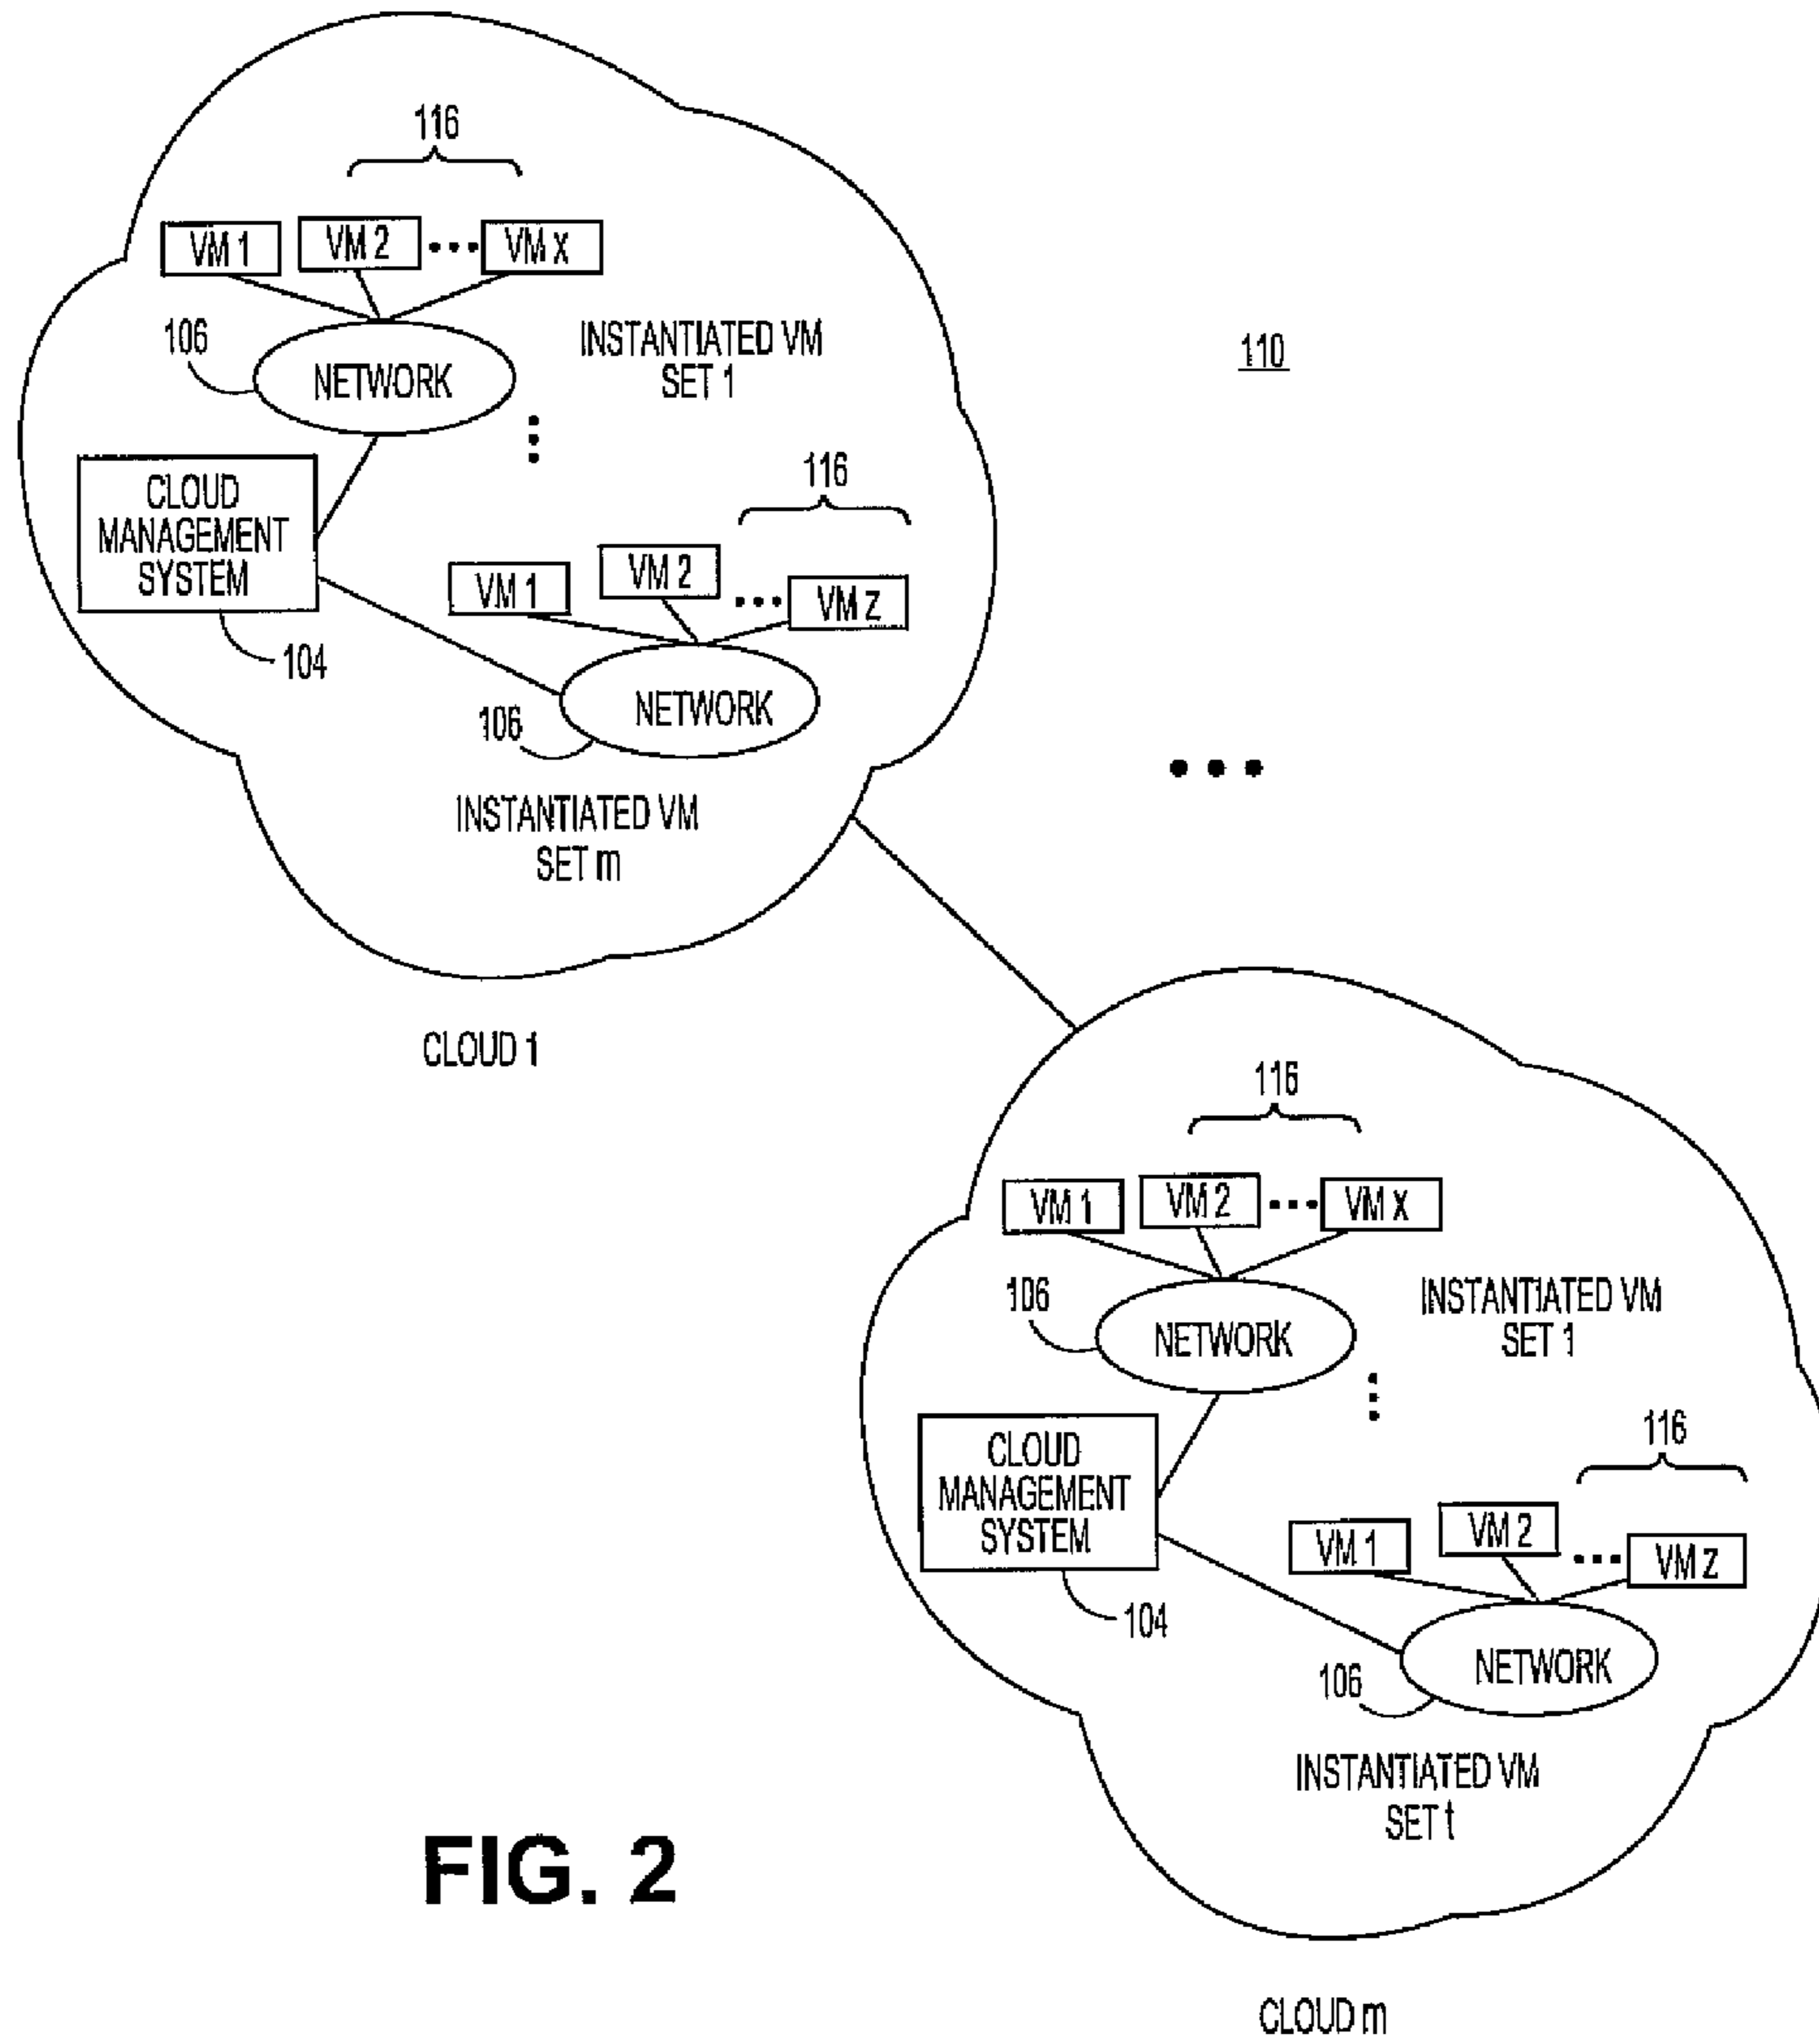 116
VM 1
VM 2
VM X
106
NETWORK
INSTANTIATED VM
SET 1
110
CLOUD
MANAGEMENT
SYSTEM
104
116
VM 1
VM 2
VM Z
106
NETWORK
INSTANTIATED VM
SET m
CLOUD 1
116
VM 1
VM 2
VM X
106
NETWORK
INSTANTIATED VM
SET 1
CLOUD
MANAGEMENT
SYSTEM
104
116
VM 1
VM 2
VM Z
106
NETWORK
INSTANTIATED VM
SET t
FIG. 2
CLOUD m